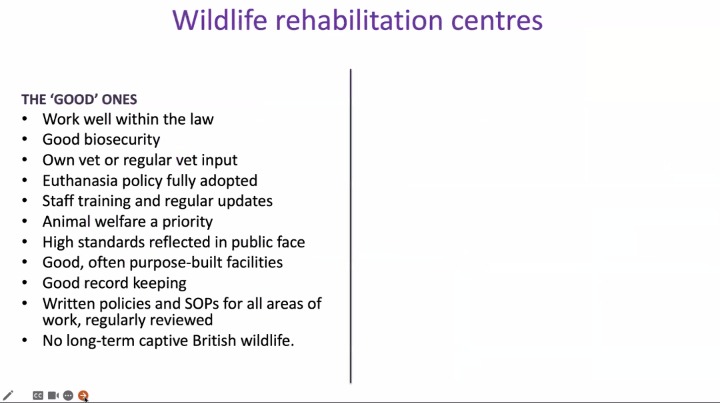 Wildlife rehabilitation centres
THE ‘GOOD’ ONES
• Work well within the law
• Good biosecurity
• Own vet or regular vet input
• Euthanasia policy fully adopted
• Staff training and regular updates
• Animal welfare a priority
• High standards reflected in public face
• Good, often purpose-built facilities
• Good record keeping
• Written policies and SOPs for all areas of
work, regularly reviewed
• No long-term captive British wildlife.
CC